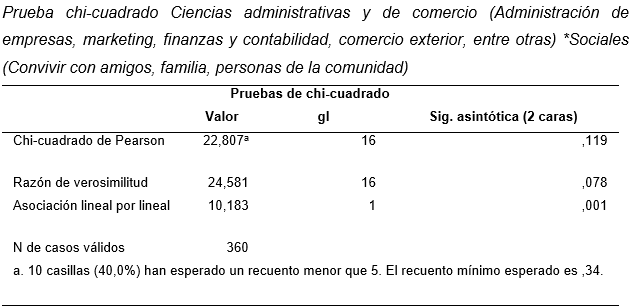 Prueba chi-cuadrado Ciencias administrativas y de comercio (Administración de
empresas, marketing, finanzas y contabilidad, comercio exterior, entre otras) *Sociales
(Convivir con amigos, familia, personas de la comunidad)
Pruebas de chi-cuadrado
Valor gl Sig. asintótica (2 caras)
Chi-cuadrado de Pearson 22,807ª 16 ,119
Razón de verosimilitud 24,581 16 ,078
Asociación lineal por lineal 10,183 1 ,001
N de casos válidos 360
a. 10 casillas (40,0%) han esperado un recuento menor que 5. El recuento mínimo esperado es ,34.